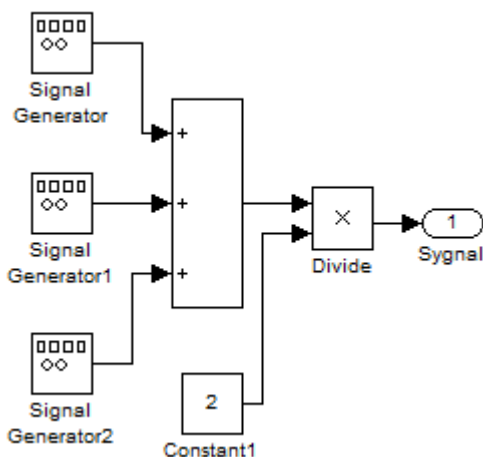 Signal
Generator
+
Signal
Generator1
+
Signal
Generator2
+
×
Divide
1
Sygnal
2
Constant1